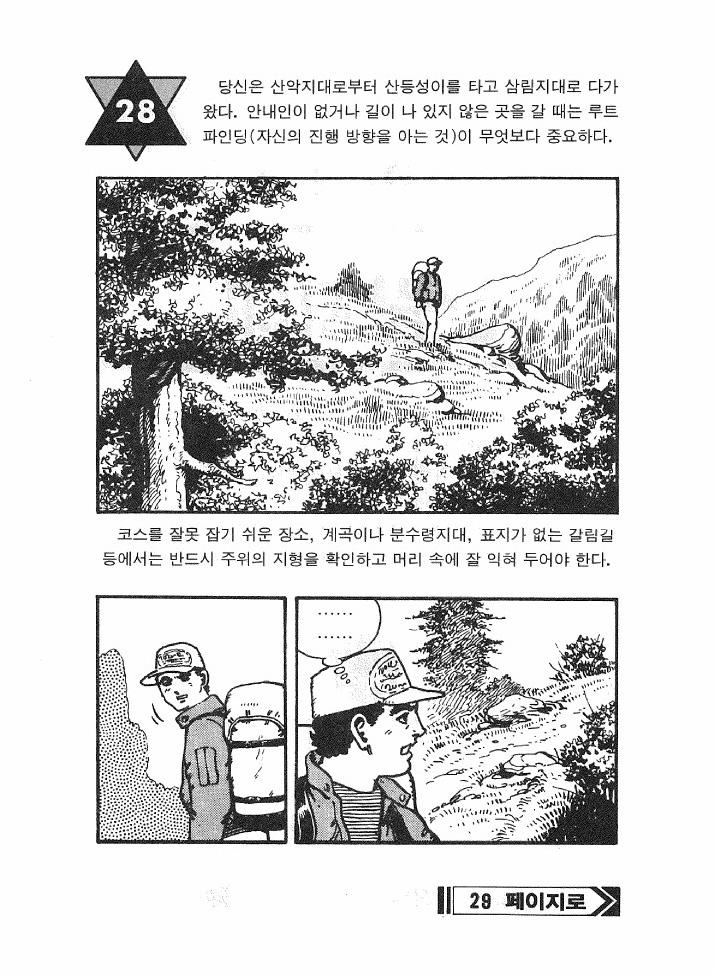 28
당신은 산악지대로부터 산등성이를 타고 삼림지대로 다가
왔다. 안내인이 없거나 길이 나 있지 않은 곳을 갈 때는 루트
파인딩(자신의 진행 방향을 아는 것)이 무엇보다 중요하다.
코스를 잘못 잡기 쉬운 장소, 계곡이나 분수령지대, 표지가 없는 갈림길
등에서는 반드시 주위의 지형을 확인하고 머리 속에 잘 익혀 두어야 한다.
……
……
29 페이지로